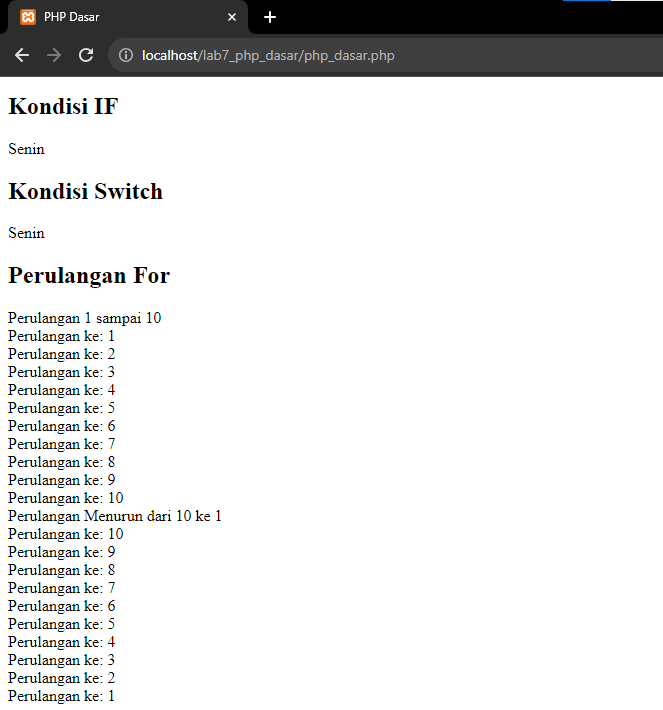 PHP Dasar
localhost/lab7_php_dasar/php_dasar.php
Kondisi IF
Senin
Kondisi Switch
Senin
Perulangan For
Perulangan 1 sampai 10
Perulangan ke: 1
Perulangan ke: 2
Perulangan ke: 3
Perulangan ke: 4
Perulangan ke: 5
Perulangan ke: 6
Perulangan ke: 7
Perulangan ke: 8
Perulangan ke: 9
Perulangan ke: 10
Perulangan Menurun dari 10 ke 1
Perulangan ke: 10
Perulangan ke: 9
Perulangan ke: 8
Perulangan ke: 7
Perulangan ke: 6
Perulangan ke: 5
Perulangan ke: 4
Perulangan ke: 3
Perulangan ke: 2
Perulangan ke: 1